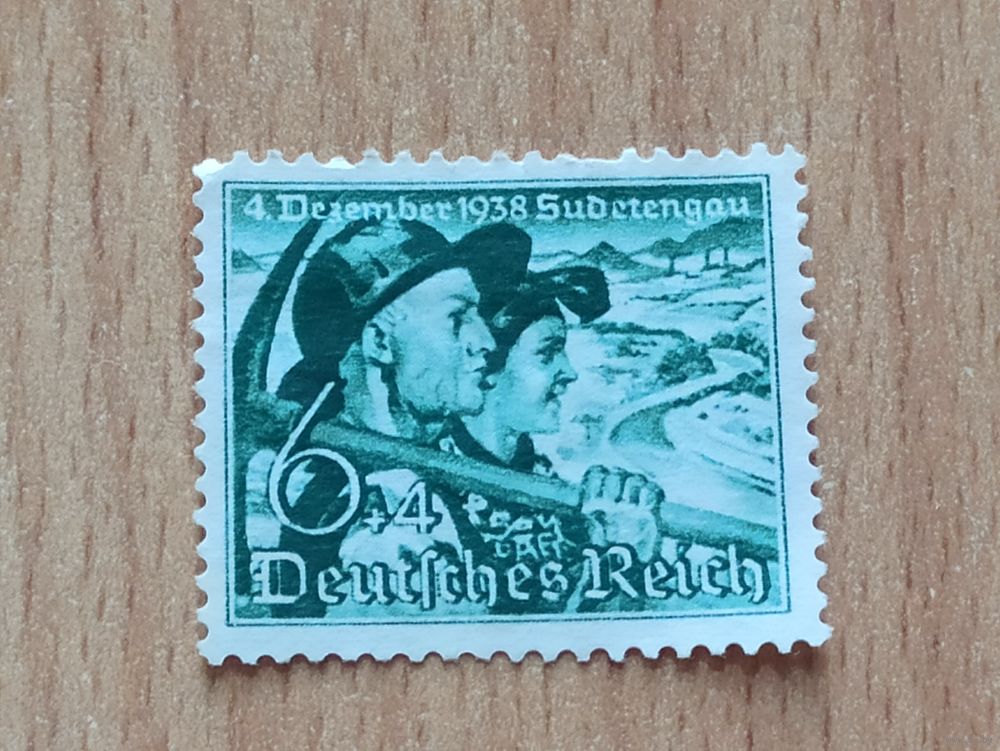 4. Dezember 1938 Sudetengau
6+4
Deutſches Reich